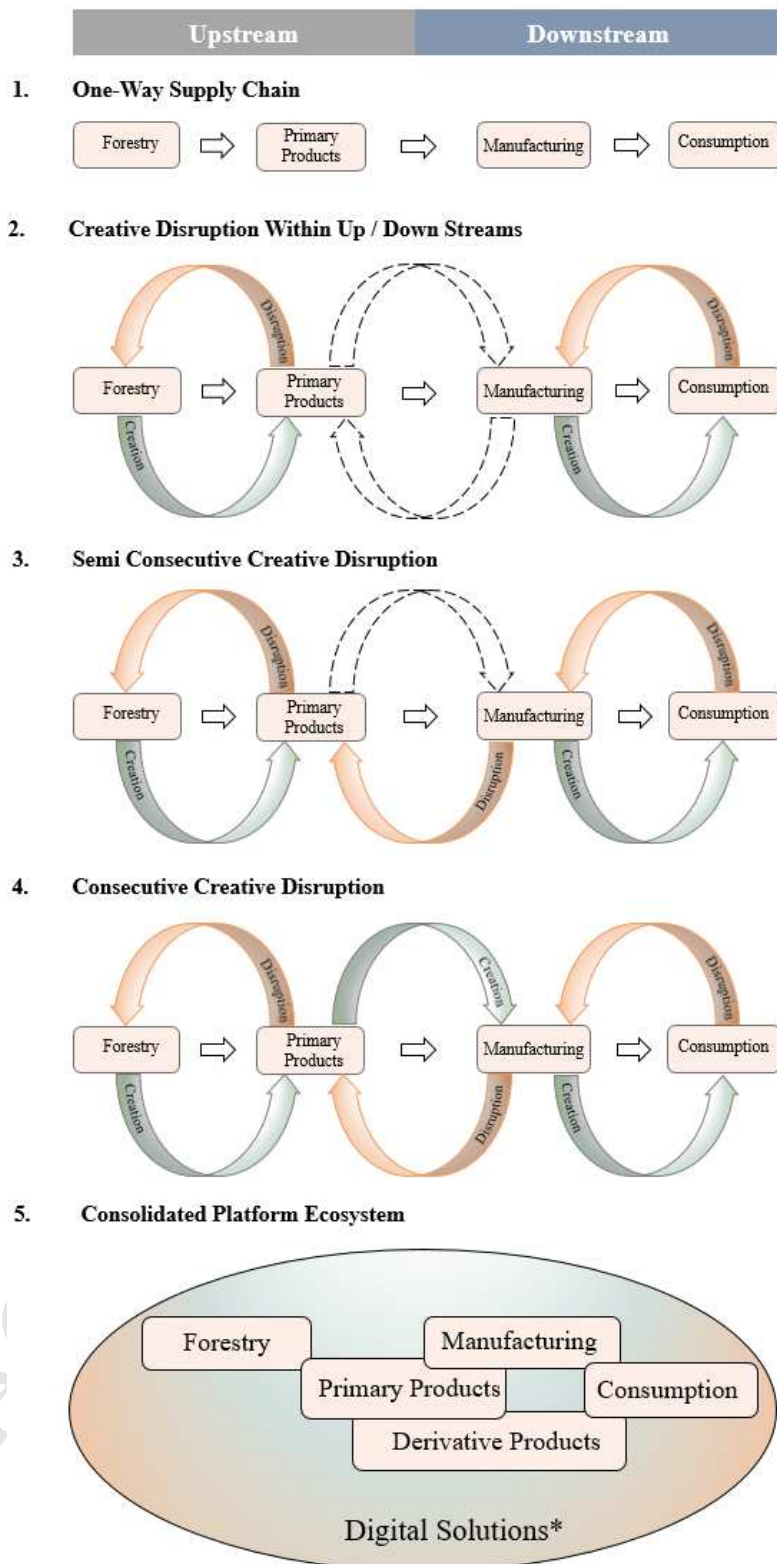 Upstream Downstream
1. One-Way Supply Chain
Forestry Primary Products Manufacturing Consumption
2. Creative Disruption Within Up / Down Streams
Disruption Disruption
Forestry Primary Products Manufacturing Consumption
Creation Creation
3. Semi Consecutive Creative Disruption
Disruption Disruption
Forestry Primary Products Manufacturing Consumption
Creation Disruption Creation
4. Consecutive Creative Disruption
Disruption Creation Disruption
Forestry Primary Products Manufacturing Consumption
Creation Disruption Creation
5. Consolidated Platform Ecosystem
Forestry Manufacturing
Primary Products Consumption
Derivative Products
Digital Solutions*